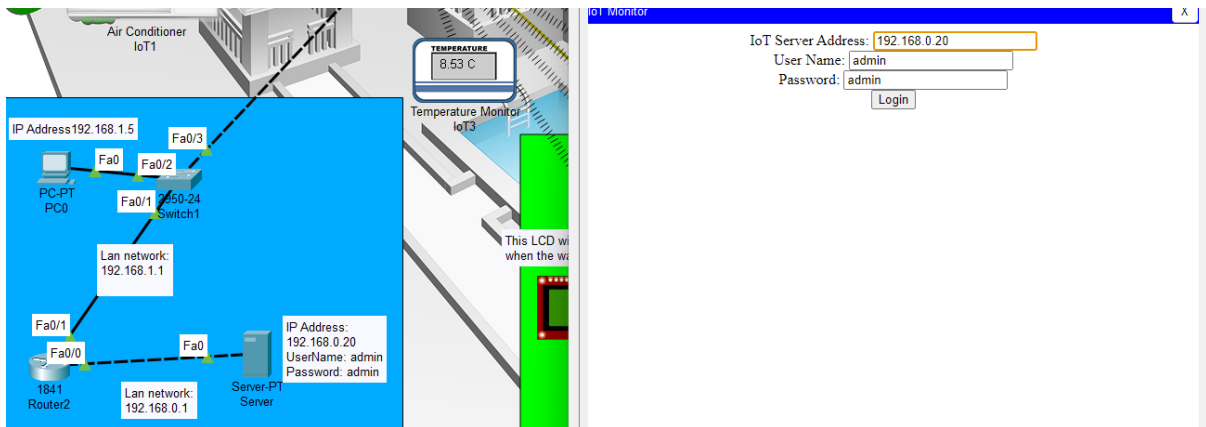 Air Conditioner
IoT1
TEMPERATURE
8.53 C
Temperature Monitor
IoT3
IP Address192.168.1.5
Fa0/3
Fa0
Fa0/2
PC-PT
PC0
Fa0/1
2950-24
Switch1
Lan network:
192.168.1.1
This LCD wi
when the wa
Fa0/1
Fa0/0
Fa0
IP Address:
192.168.0.20
UserName: admin
Password: admin
1841
Router2
Lan network:
192.168.0.1
Server-PT
Server
IoT Monitor
X
IoT Server Address: 192.168.0.20
User Name: admin
Password: admin
Login